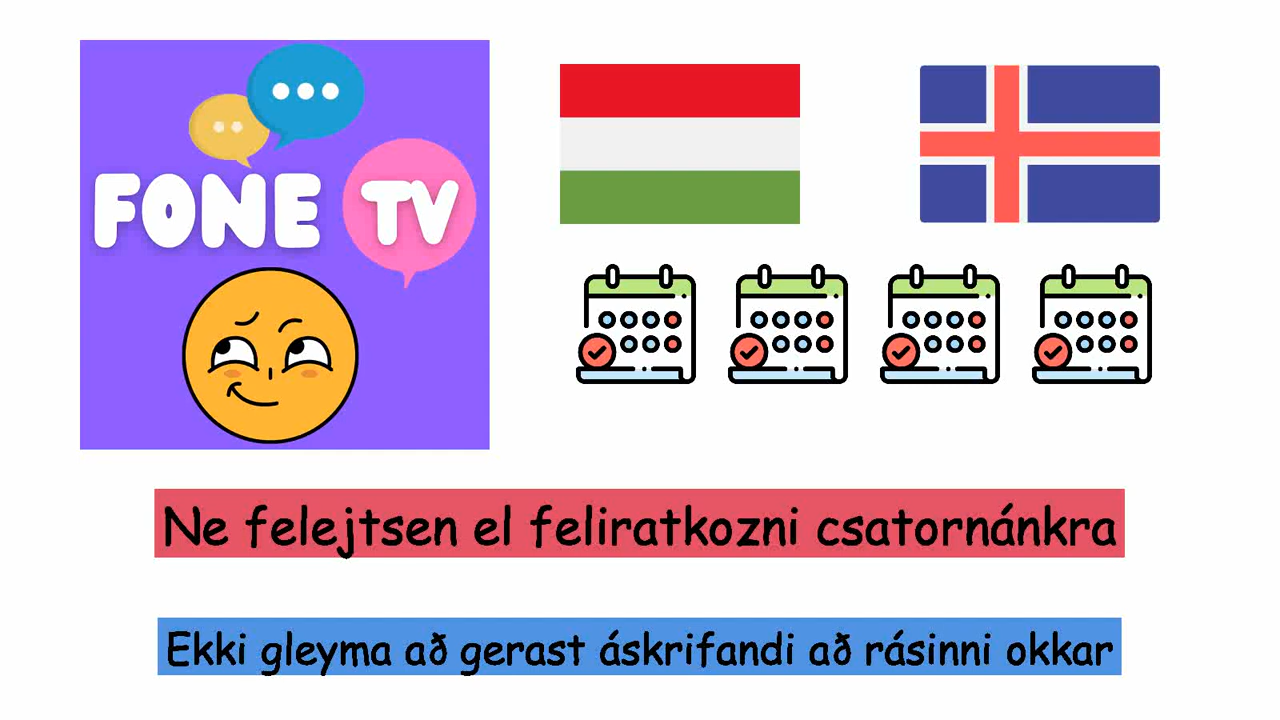 FONE TV
Ne felejtsen el feliratkozni csatornánkra
Ekki gleyma að gerast áskrifandi að rásinni okkar